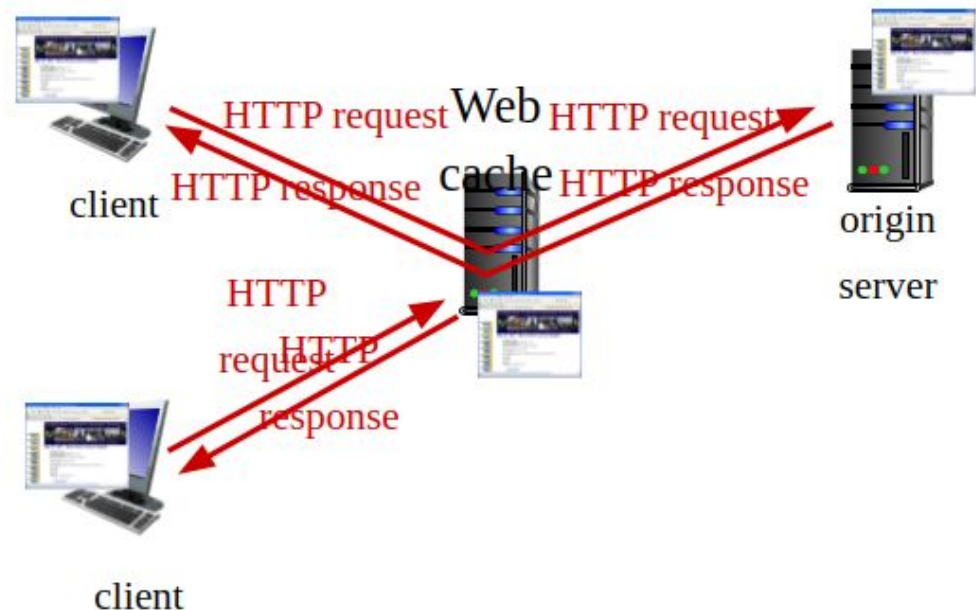 HTTP request
Web
cache
HTTP request
HTTP response
HTTP response
client
origin
server
HTTP
request
HTTP
response
client